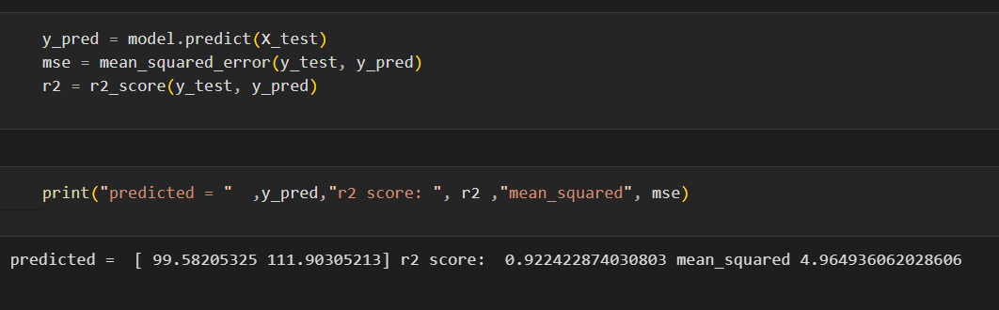 y_pred = model.predict(X_test)
mse = mean_squared_error(y_test, y_pred)
r2 = r2_score(y_test, y_pred)
print("predicted = "  ,y_pred,"r2 score: ", r2 ,"mean_squared", mse)
predicted =  [ 99.58205325 111.90305213] r2 score:  0.922422874030803 mean_squared 4.964936062028606